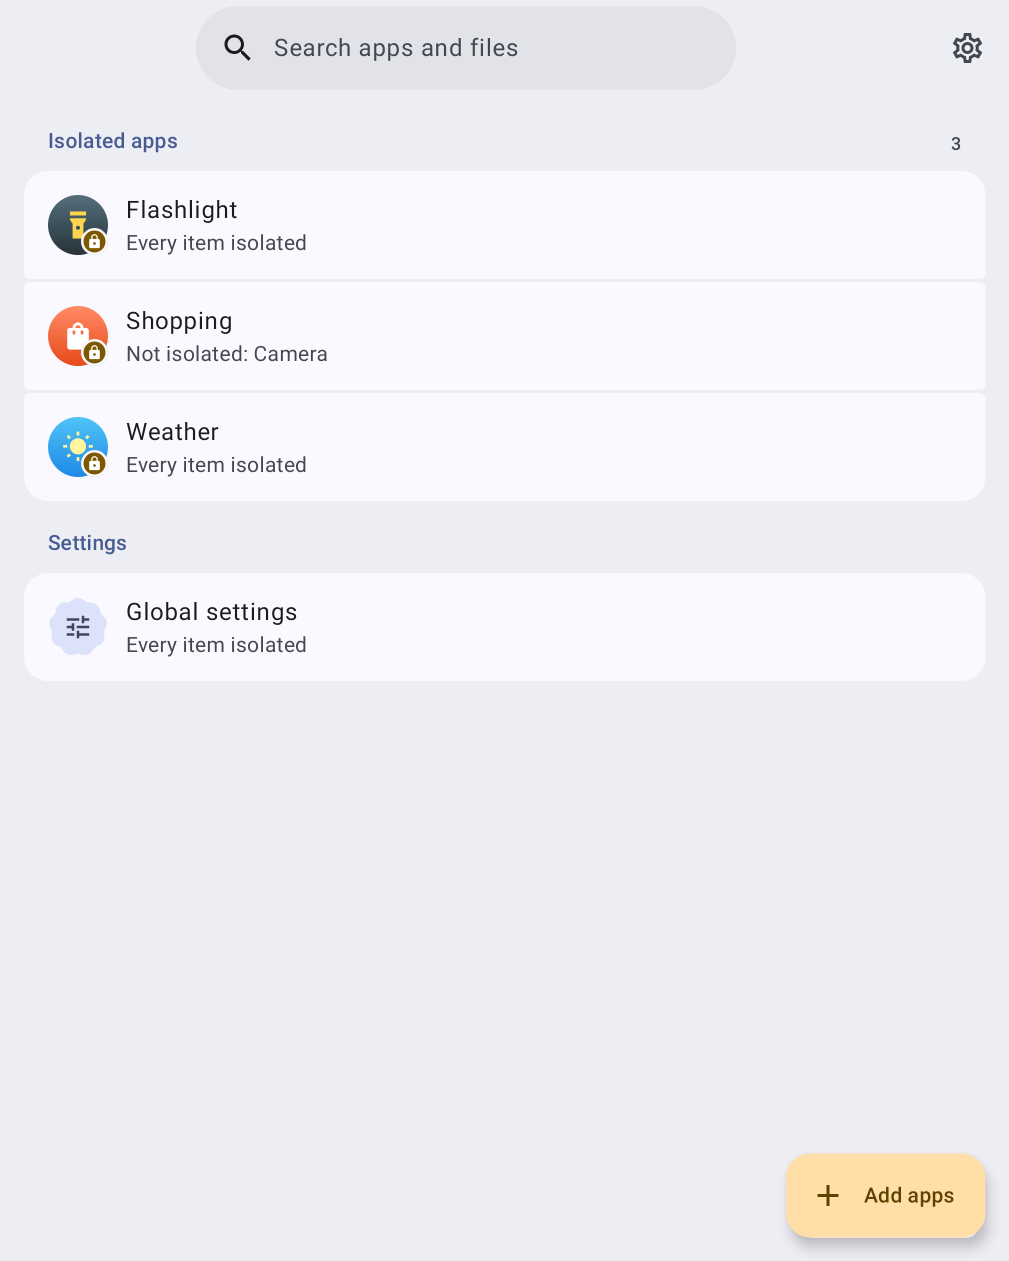 Search apps and files
Isolated apps
3
Flashlight
Every item isolated
Shopping
Not isolated: Camera
Weather
Every item isolated
Settings
Global settings
Every item isolated
Add apps